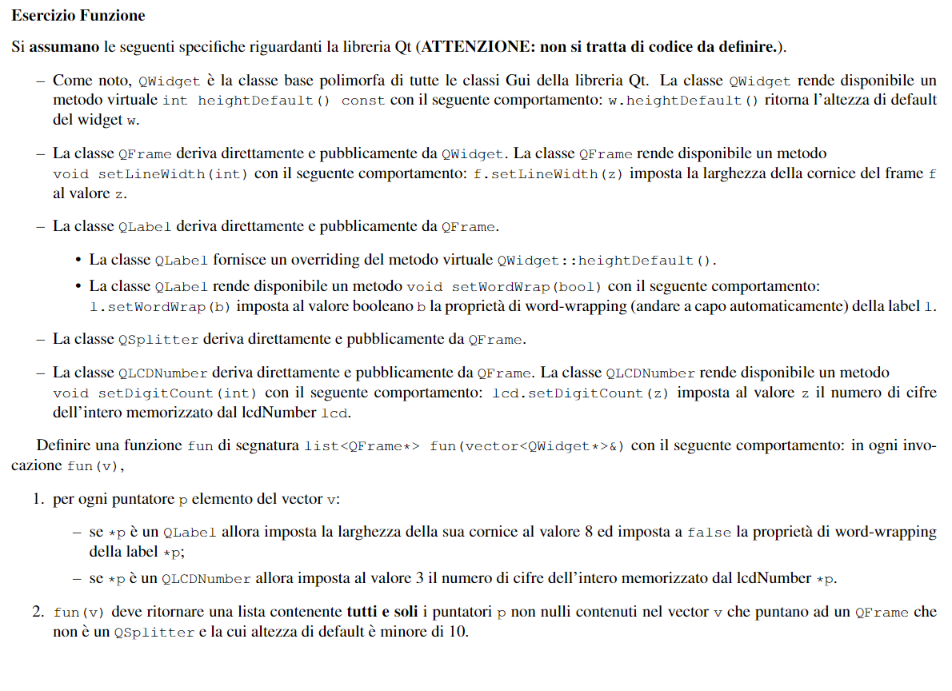 Esercizio Funzione
Si assumano le seguenti specifiche riguardanti la libreria Qt (ATTENZIONE: non si tratta di codice da definire.).
– Come noto, QWidget è la classe base polimorfa di tutte le classi Gui della libreria Qt. La classe QWidget rende disponibile un
metodo virtuale int heightDefault() const con il seguente comportamento: w.heightDefault() ritorna l'altezza di default
del widget w.
– La classe QFrame deriva direttamente e pubblicamente da QWidget. La classe QFrame rende disponibile un metodo
void setLineWidth(int) con il seguente comportamento: f.setLineWidth(z) imposta la larghezza della cornice del frame f
al valore z.
– La classe QLabel deriva direttamente e pubblicamente da QFrame.
• La classe QLabel fornisce un overriding del metodo virtuale QWidget::heightDefault().
• La classe QLabel rende disponibile un metodo void setWordWrap(bool) con il seguente comportamento:
l.setWordWrap(b) imposta al valore booleano b la proprietà di word-wrapping (andare a capo automaticamente) della label l.
– La classe QSplitter deriva direttamente e pubblicamente da QFrame.
– La classe QLCDNumber deriva direttamente e pubblicamente da QFrame. La classe QLCDNumber rende disponibile un metodo
void setDigitCount(int) con il seguente comportamento: lcd.setDigitCount(z) imposta al valore z il numero di cifre
dell'intero memorizzato dal lcdNumber lcd.
Definire una funzione fun di segnatura list<QFrame*> fun(vector<QWidget*>&) con il seguente comportamento: in ogni invo-
cazione fun(v),
1. per ogni puntatore p elemento del vector v:
– se *p è un QLabel allora imposta la larghezza della sua cornice al valore 8 ed imposta a false la proprietà di word-wrapping
della label *p;
– se *p è un QLCDNumber allora imposta al valore 3 il numero di cifre dell'intero memorizzato dal lcdNumber *p.
2. fun(v) deve ritornare una lista contenente tutti e soli i puntatori p non nulli contenuti nel vector v che puntano ad un QFrame che
non è un QSplitter e la cui altezza di default è minore di 10.